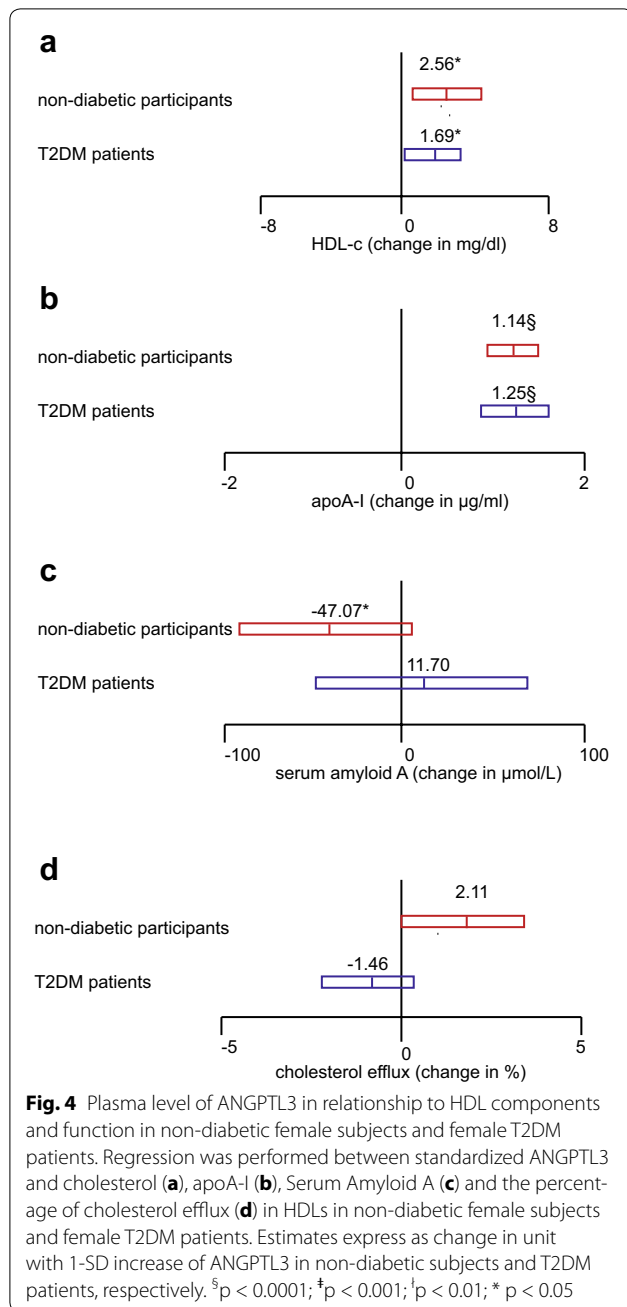 a
2.56*
non-diabetic participants
1.69*
T2DM patients
-8 0 8
HDL-c (change in mg/dl)
b
1.14§
non-diabetic participants
1.25§
T2DM patients
-2 0 2
apoA-I (change in µg/ml)
c
-47.07*
non-diabetic participants
11.70
T2DM patients
-100 0 100
serum amyloid A (change in µmol/L)
d
2.11
non-diabetic participants
-1.46
T2DM patients
-5 0 5
cholesterol efflux (change in %)
Fig. 4 Plasma level of ANGPTL3 in relationship to HDL components
and function in non-diabetic female subjects and female T2DM
patients. Regression was performed between standardized ANGPTL3
and cholesterol (a), apoA-I (b), Serum Amyloid A (c) and the percent-
age of cholesterol efflux (d) in HDLs in non-diabetic female subjects
and female T2DM patients. Estimates express as change in unit
with 1-SD increase of ANGPTL3 in non-diabetic subjects and T2DM
patients, respectively. §p < 0.0001; ǂp < 0.001; ƚp < 0.01; * p < 0.05